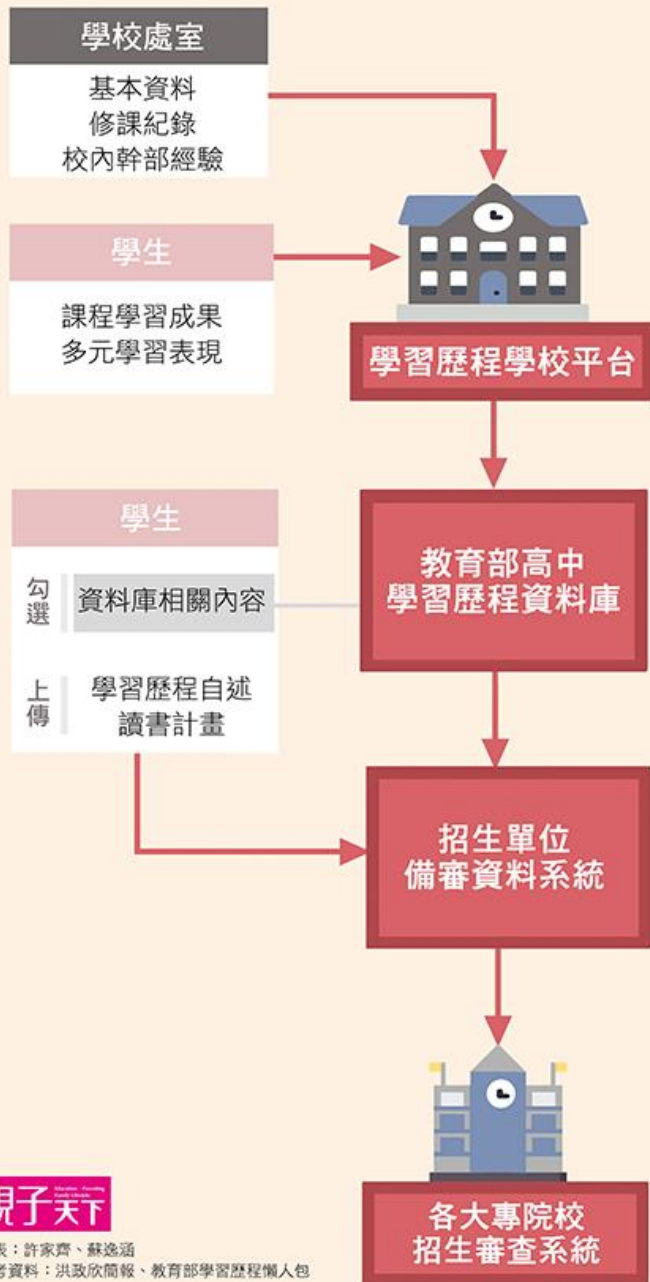 學校處室
基本資料
修課紀錄
校內幹部經驗
學生
課程學習成果
多元學習表現
學習歷程學校平台
教育部高中
學習歷程資料庫
學生
勾選
資料庫相關內容
上傳
學習歷程自述
讀書計畫
招生單位
備審資料系統
各大專院校
招生審查系統
親子天下
表：許家齊、蘇逸涵
考資料：洪政欣簡報、教育部學習歷程懶人包